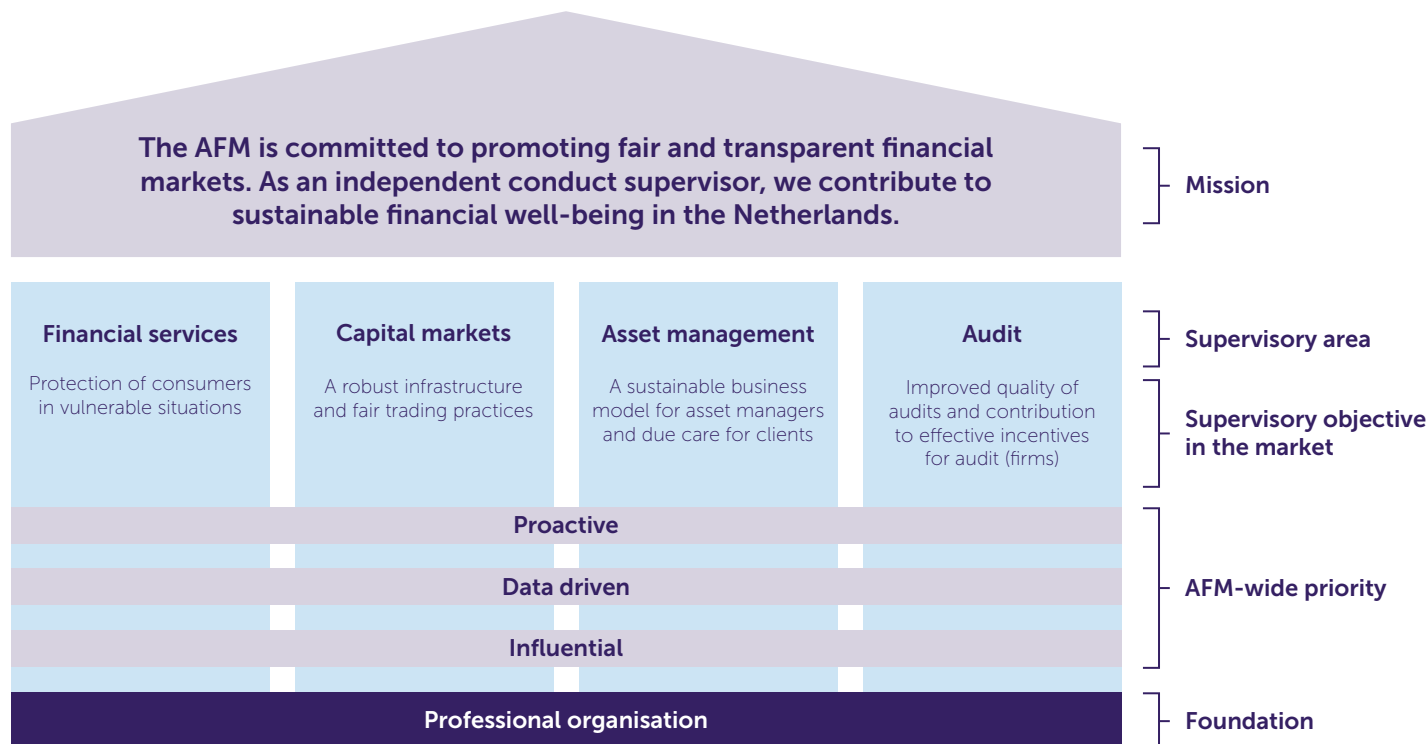 The AFM is committed to promoting fair and transparent financial
markets. As an independent conduct supervisor, we contribute to
sustainable financial well-being in the Netherlands.
Mission
Financial services
Protection of consumers
in vulnerable situations
Capital markets
A robust infrastructure
and fair trading practices
Asset management
A sustainable business
model for asset managers
and due care for clients
Audit
Improved quality of
audits and contribution
to effective incentives
for audit (firms)
Supervisory area
Supervisory objective
in the market
Proactive
Data driven
Influential
AFM-wide priority
Professional organisation
Foundation